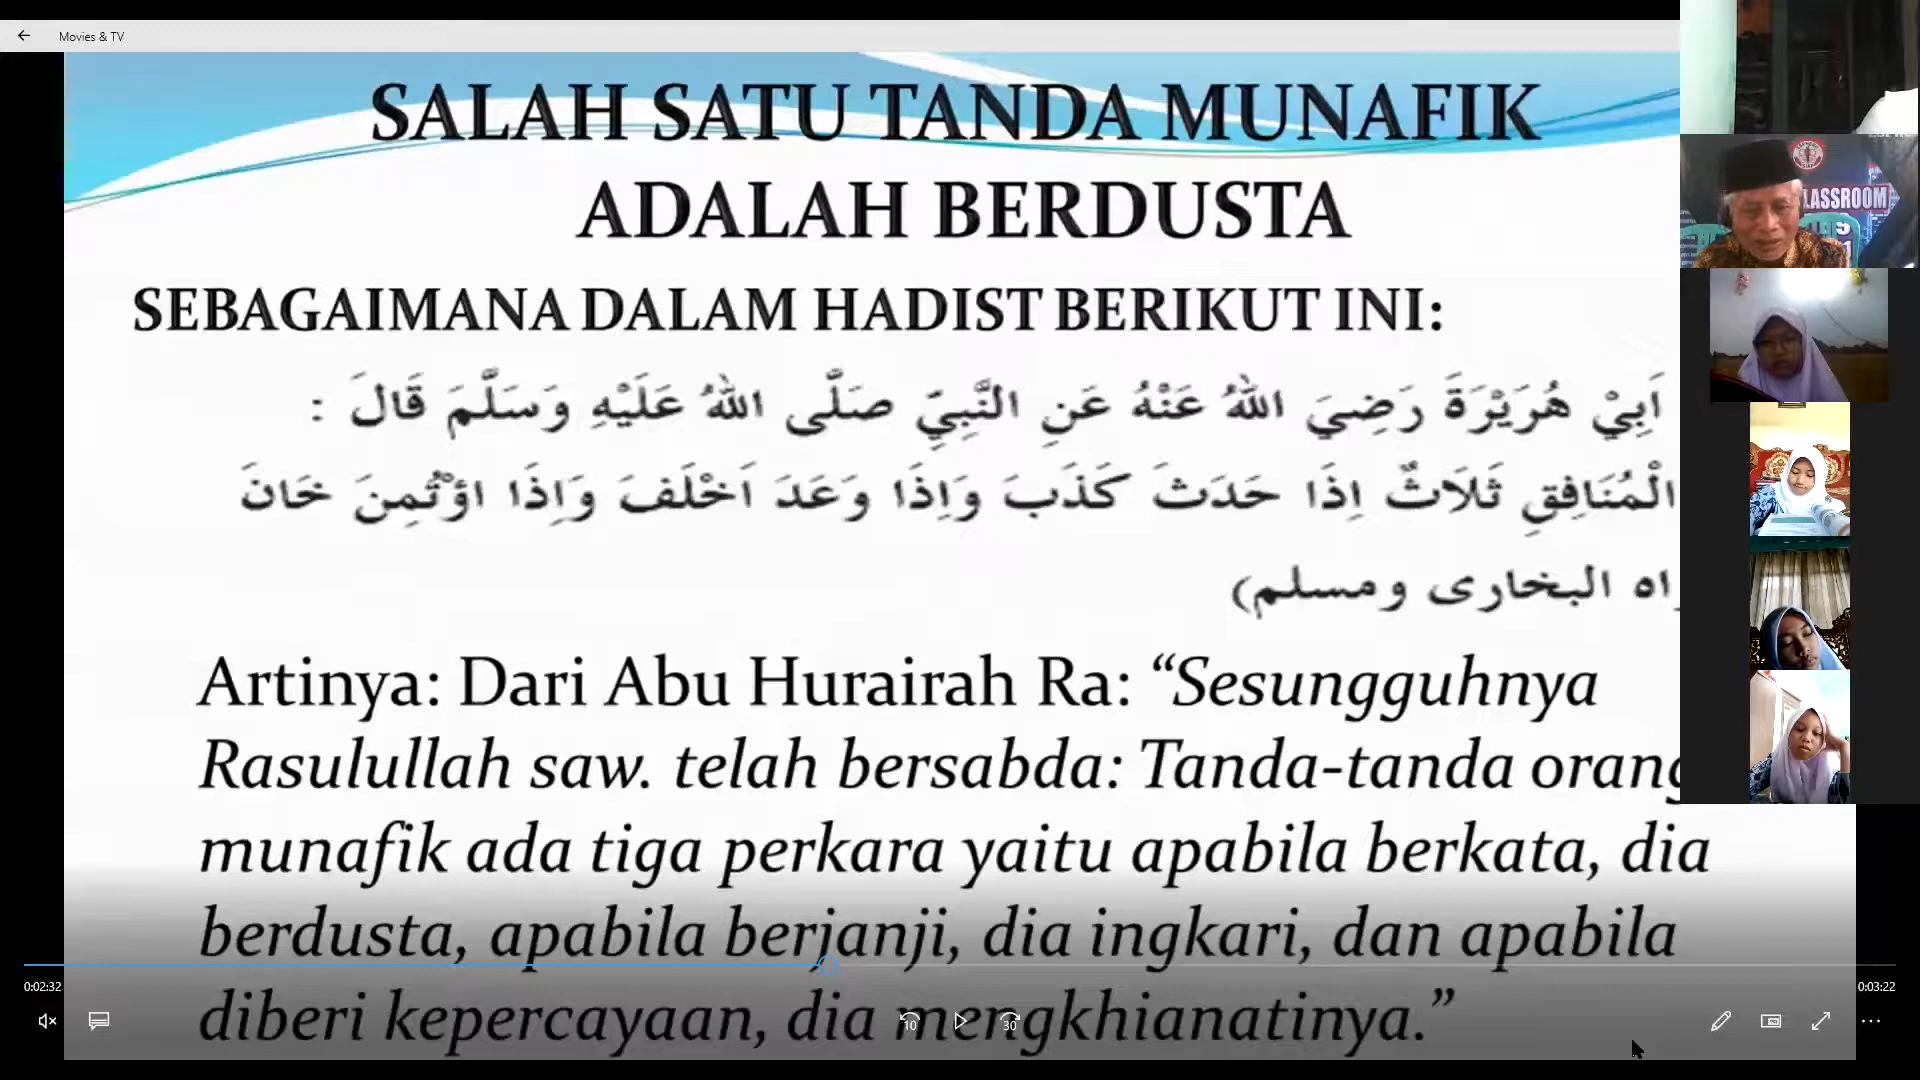 Movies & TV
SALAH SATU TANDA MUNAFIK
ADALAH BERDUSTA
SEBAGAIMANA DALAM HADIST BERIKUT INI:
اَبِيْ هُرَيْرَةَ رَضِيَ اللهُ عَنْهُ عَنِ النَّبِيِّ صَلَّى اللهُ عَلَيْهِ وَسَلَّمَ قَالَ :
الْمُنَافِقِ ثَلاَثٌ اِذَا حَدَثَ كَذَبَ وَاِذَا وَعَدَ اَخْلَفَ وَاِذَا اؤْتُمِنَ خَانَ
البخارى ومسلم)
Artinya: Dari Abu Hurairah Ra: “Sesungguhnya
Rasulullah saw. telah bersabda: Tanda-tanda orang
munafik ada tiga perkara yaitu apabila berkata, dia
berdusta, apabila berjanji, dia ingkari, dan apabila
diberi kepercayaan, dia mengkhianatinya.”
0:02:32
0:03:22
10
30
LASSROOM